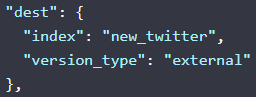 "dest": {
"index": "new_twitter",
"version_type": "external"
},